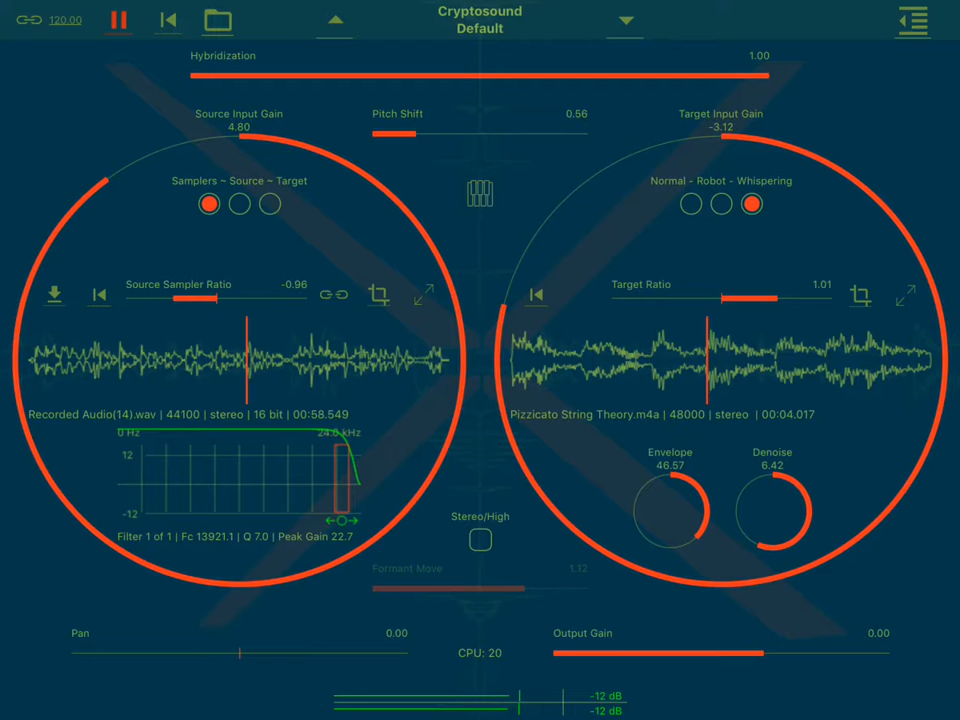 120.00
Cryptosound
Default
Hybridization 1.00
Source Input Gain
4.80
Pitch Shift 0.56
Target Input Gain
-3.12
Samplers ~ Source ~ Target
Normal - Robot - Whispering
Source Sampler Ratio -0.96
Target Ratio 1.01
Recorded Audio(14).wav | 44100 | stereo | 16 bit | 00:58.549
Pizzicato String Theory.m4a | 48000 | stereo | 00:04.017
0 Hz 24.0 kHz
12
-12
Filter 1 of 1 | Fc 13921.1 | Q 7.0 | Peak Gain 22.7
Envelope
46.57
Denoise
6.42
Stereo/High
Formant Move 1.12
Pan 0.00
Output Gain 0.00
CPU: 20
-12 dB
-12 dB